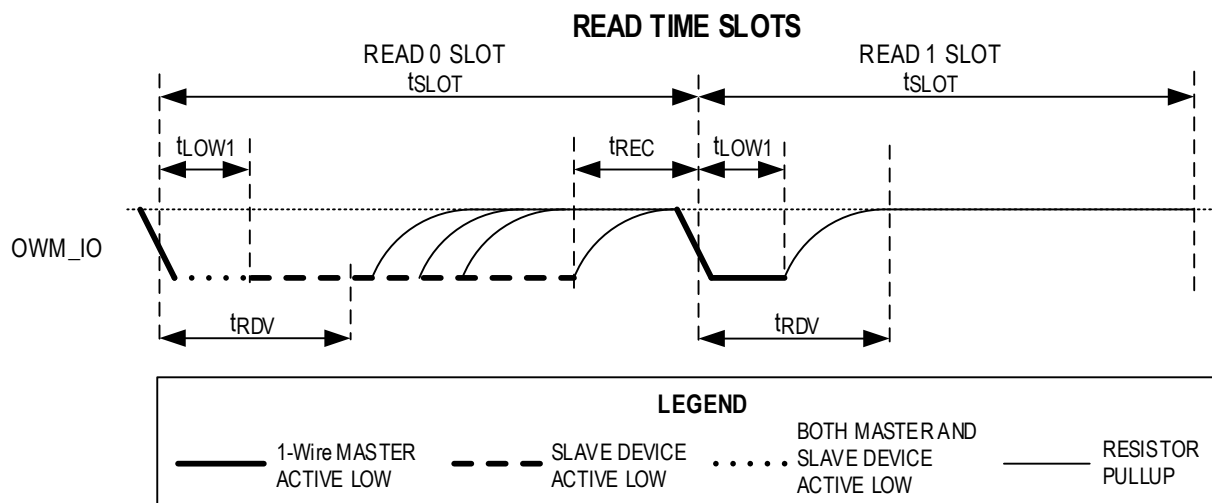 READ TIME SLOTS
READ 0 SLOT
READ 1 SLOT
tSLOT
tSLOT
tLOW1
tREC
tLOW1
OWM_IO
tRDV
tRDV
LEGEND
1-Wire MASTER
ACTIVE LOW
SLAVE DEVICE
ACTIVE LOW
BOTH MASTER AND
SLAVE DEVICE
ACTIVE LOW
RESISTOR
PULLUP